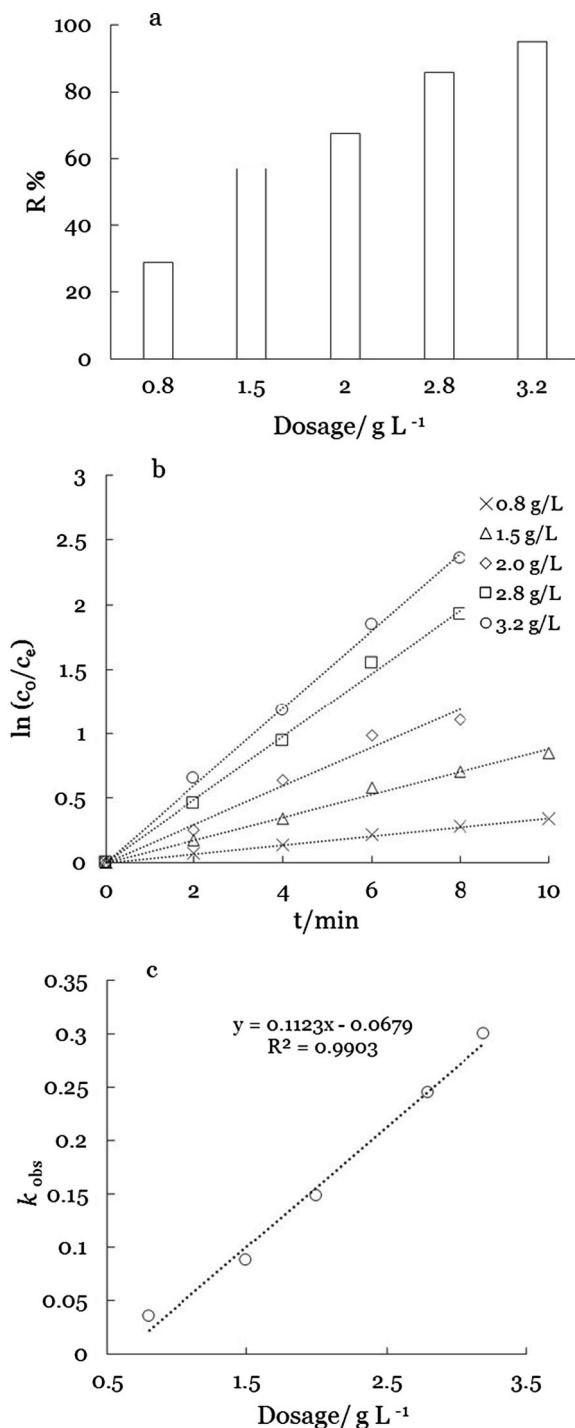 a
100
80
60
40
20
0
R %
0.8 1.5 2 2.8 3.2
Dosage/ g L⁻¹
b
3
2.5
2
1.5
1
0.5
0
ln (c₀/cₑ)
0.8 g/L
1.5 g/L
2.0 g/L
2.8 g/L
3.2 g/L
0 2 4 6 8 10
t/min
c
0.35
0.3
0.25
0.2
0.15
0.1
0.05
0
k obs
y = 0.1123x - 0.0679
R² = 0.9903
0.5 1.5 2.5 3.5
Dosage/ g L⁻¹